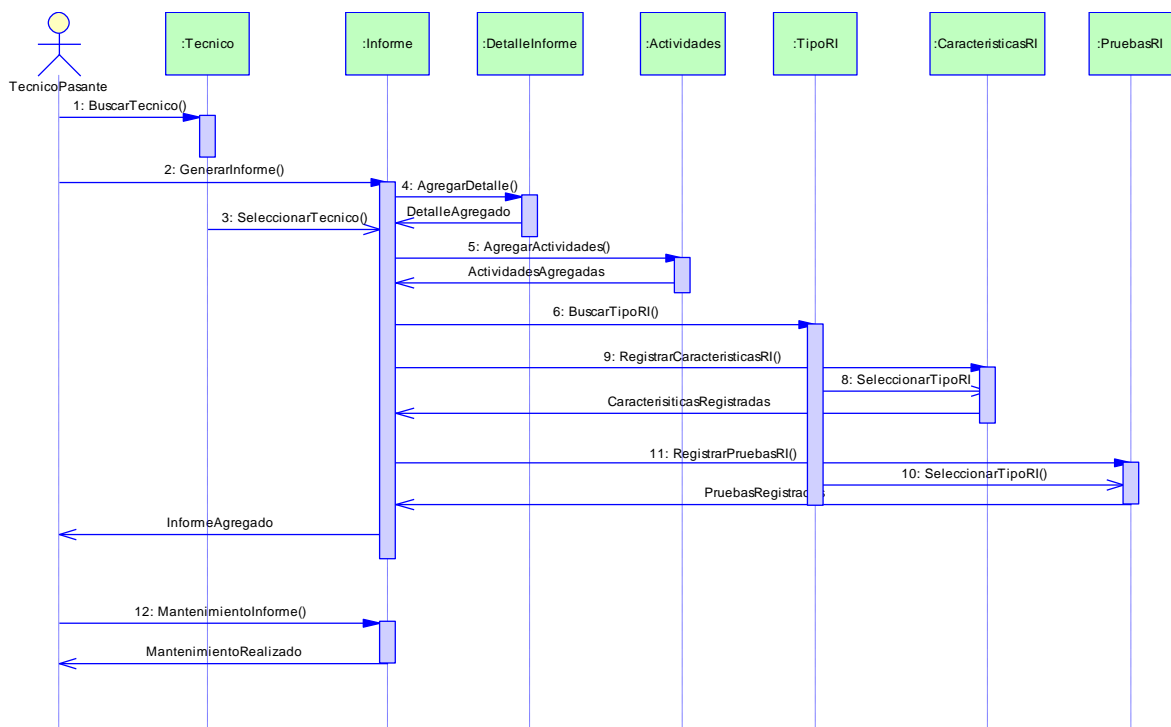 :Tecnico
:Informe
:DetalleInforme
:Actividades
:TipoRI
:CaracteristicasRI
:PruebasRI
TecnicoPasante
1: BuscarTecnico()
2: GenerarInforme()
4: AgregarDetalle()
DetalleAgregado
3: SeleccionarTecnico()
5: AgregarActividades()
ActividadesAgregadas
6: BuscarTipoRI()
9: RegistrarCaracteristicasRI()
8: SeleccionarTipoRI
CaracterisiticasRegistradas
11: RegistrarPruebasRI()
10: SeleccionarTipoRI()
PruebasRegistradas
InformeAgregado
12: MantenimientoInforme()
MantenimientoRealizado